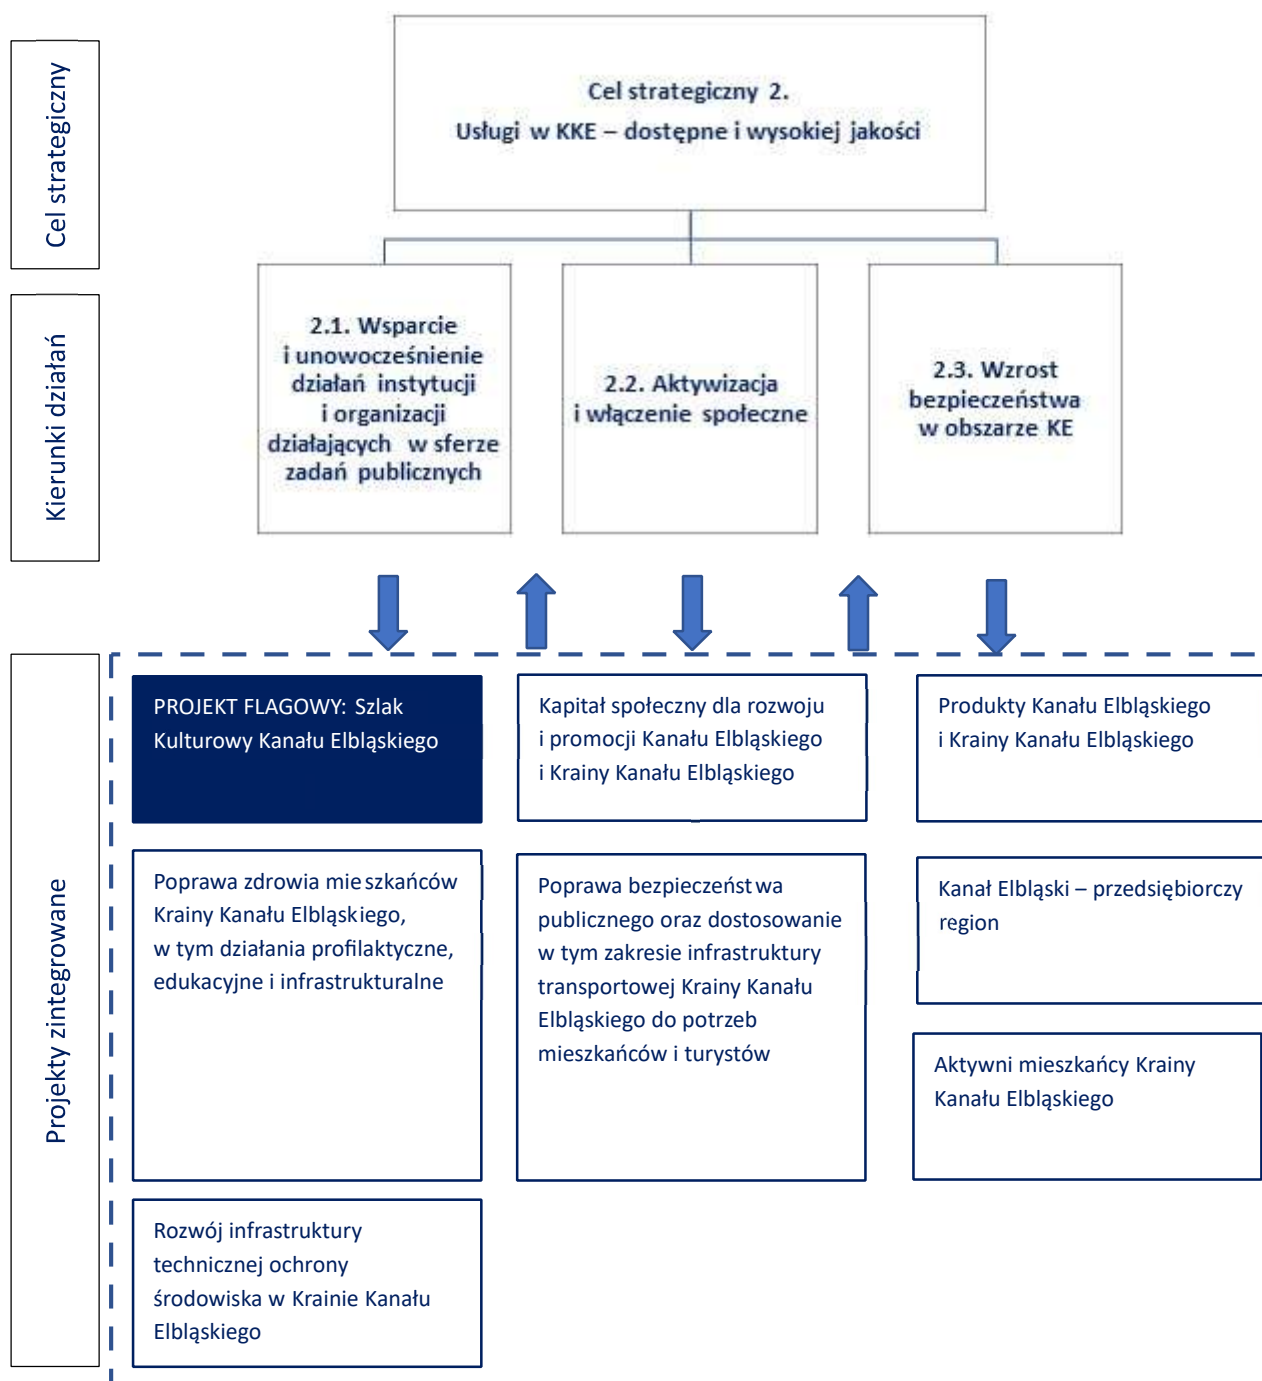 Cel strategiczny
Cel strategiczny 2.
Usługi w KKE – dostępne i wysokiej jakości
Kierunki działań
2.1. Wsparcie
i unowocześnienie
działań instytucji
i organizacji
działających w sferze
zadań publicznych
2.2. Aktywizacja
i włączenie społeczne
2.3. Wzrost
bezpieczeństwa
w obszarze KE
Projekty zintegrowane
PROJEKT FLAGOWY: Szlak
Kulturowy Kanału Elbląskiego
Kapitał społeczny dla rozwoju
i promocji Kanału Elbląskiego
i Krainy Kanału Elbląskiego
Produkty Kanału Elbląskiego
i Krainy Kanału Elbląskiego
Poprawa zdrowia mieszkańców
Krainy Kanału Elbląskiego,
w tym działania profilaktyczne,
edukacyjne i infrastrukturalne
Poprawa bezpieczeństwa
publicznego oraz dostosowanie
w tym zakresie infrastruktury
transportowej Krainy Kanału
Elbląskiego do potrzeb
mieszkańców i turystów
Kanał Elbląski – przedsiębiorczy
region
Aktywni mieszkańcy Krainy
Kanału Elbląskiego
Rozwój infrastruktury
technicznej ochrony
środowiska w Krainie Kanału
Elbląskiego